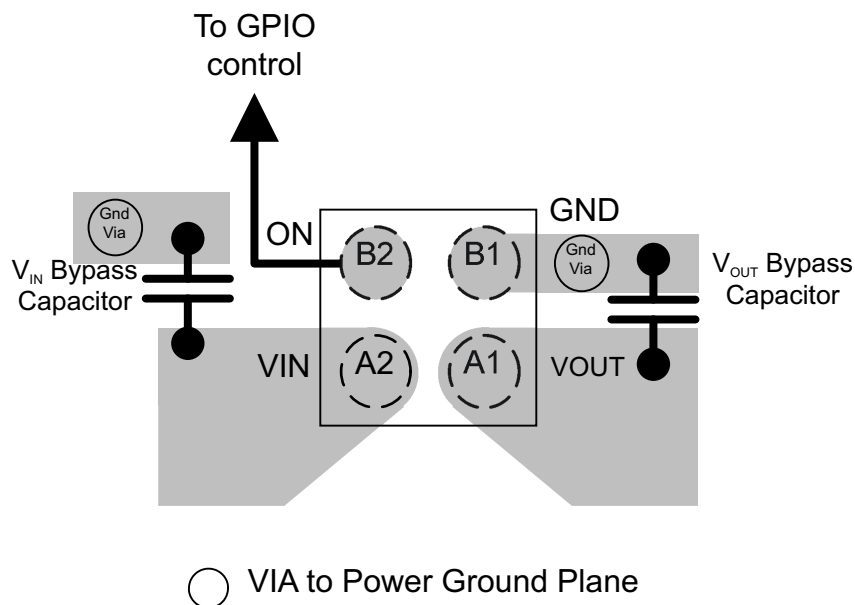 To GPIO
control
Gnd
Via
ON
B2
B1
GND
Gnd
Via
V_IN Bypass
Capacitor
V_OUT Bypass
Capacitor
VIN
A2
A1
VOUT
VIA to Power Ground Plane